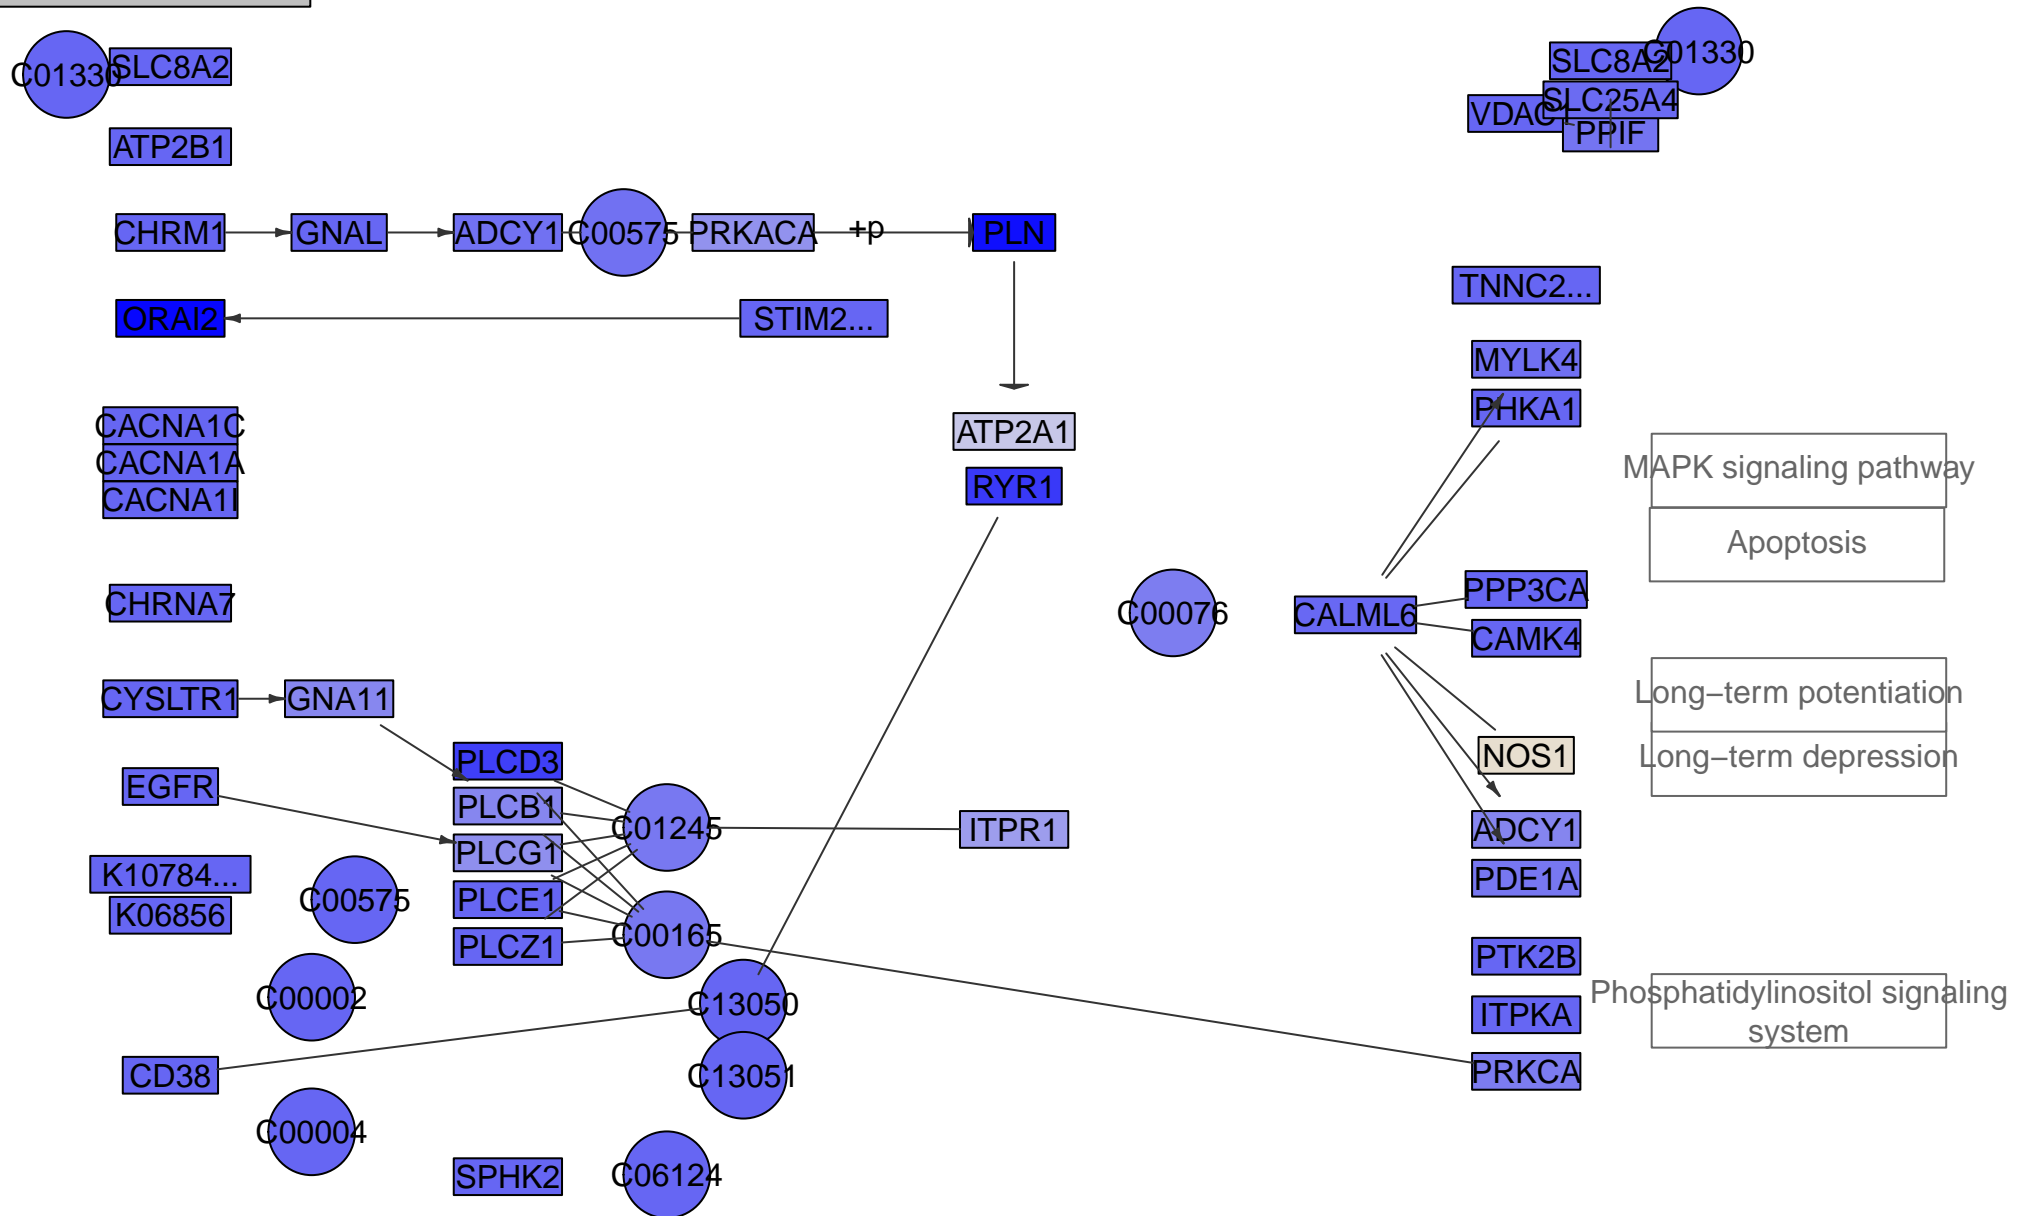 C01330
SLC8A2
SLC8A2
C01330
SLC25A4
VDAC1
PPIF
ATP2B1
CHRM1
GNAL
ADCY1
C00575
PRKACA
+p
PLN
TNNC2...
ORAI2
STIM2...
MYLK4
PHKA1
CACNA1C
CACNA1A
CACNA1I
ATP2A1
RYR1
MAPK signaling pathway
Apoptosis
CHRNA7
C00076
CALML6
PPP3CA
CAMK4
CYSLTR1
GNA11
Long−term potentiation
Long−term depression
NOS1
PLCD3
EGFR
PLCB1
C01245
ITPR1
ADCY1
PLCG1
K10784...
K06856
C00575
PLCE1
PDE1A
PLCZ1
C00165
PTK2B
C00002
C13050
ITPKA
Phosphatidylinositol signaling
system
CD38
C13051
PRKCA
C00004
SPHK2
C06124